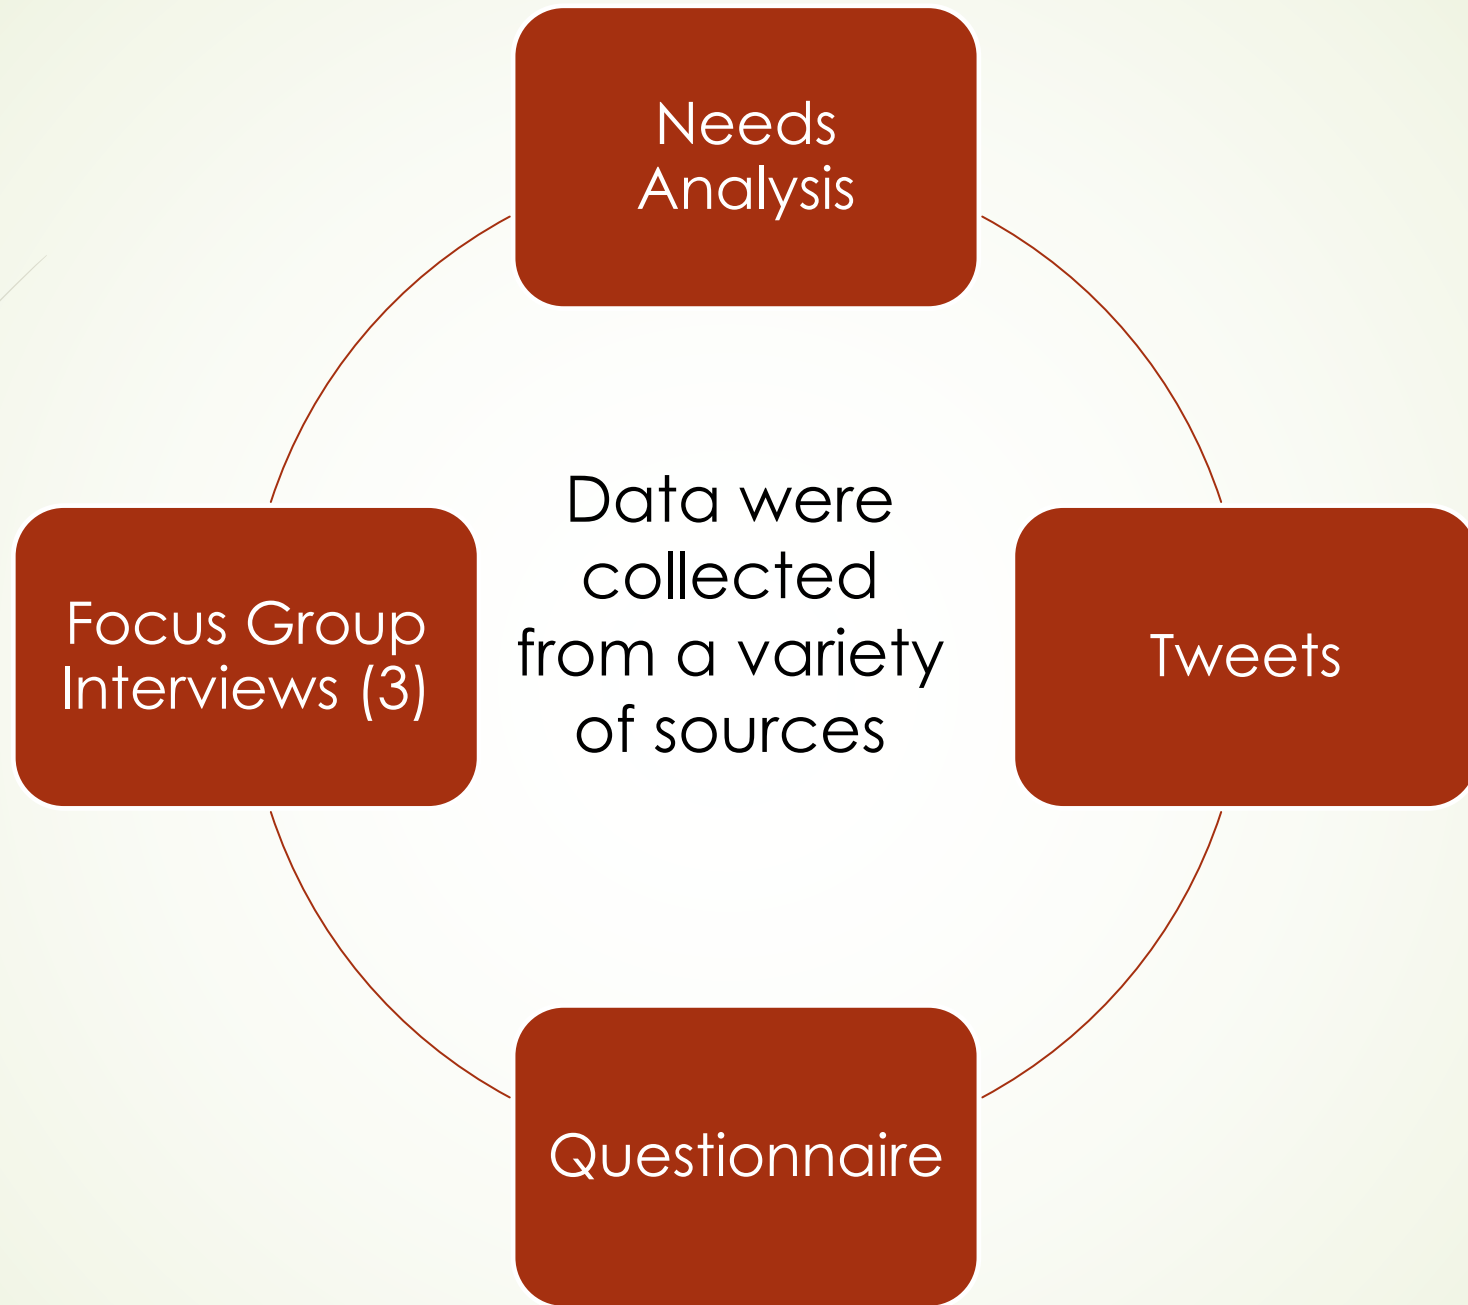 Needs
Analysis
Data were
collected
from a variety
of sources
Focus Group
Interviews (3)
Tweets
Questionnaire